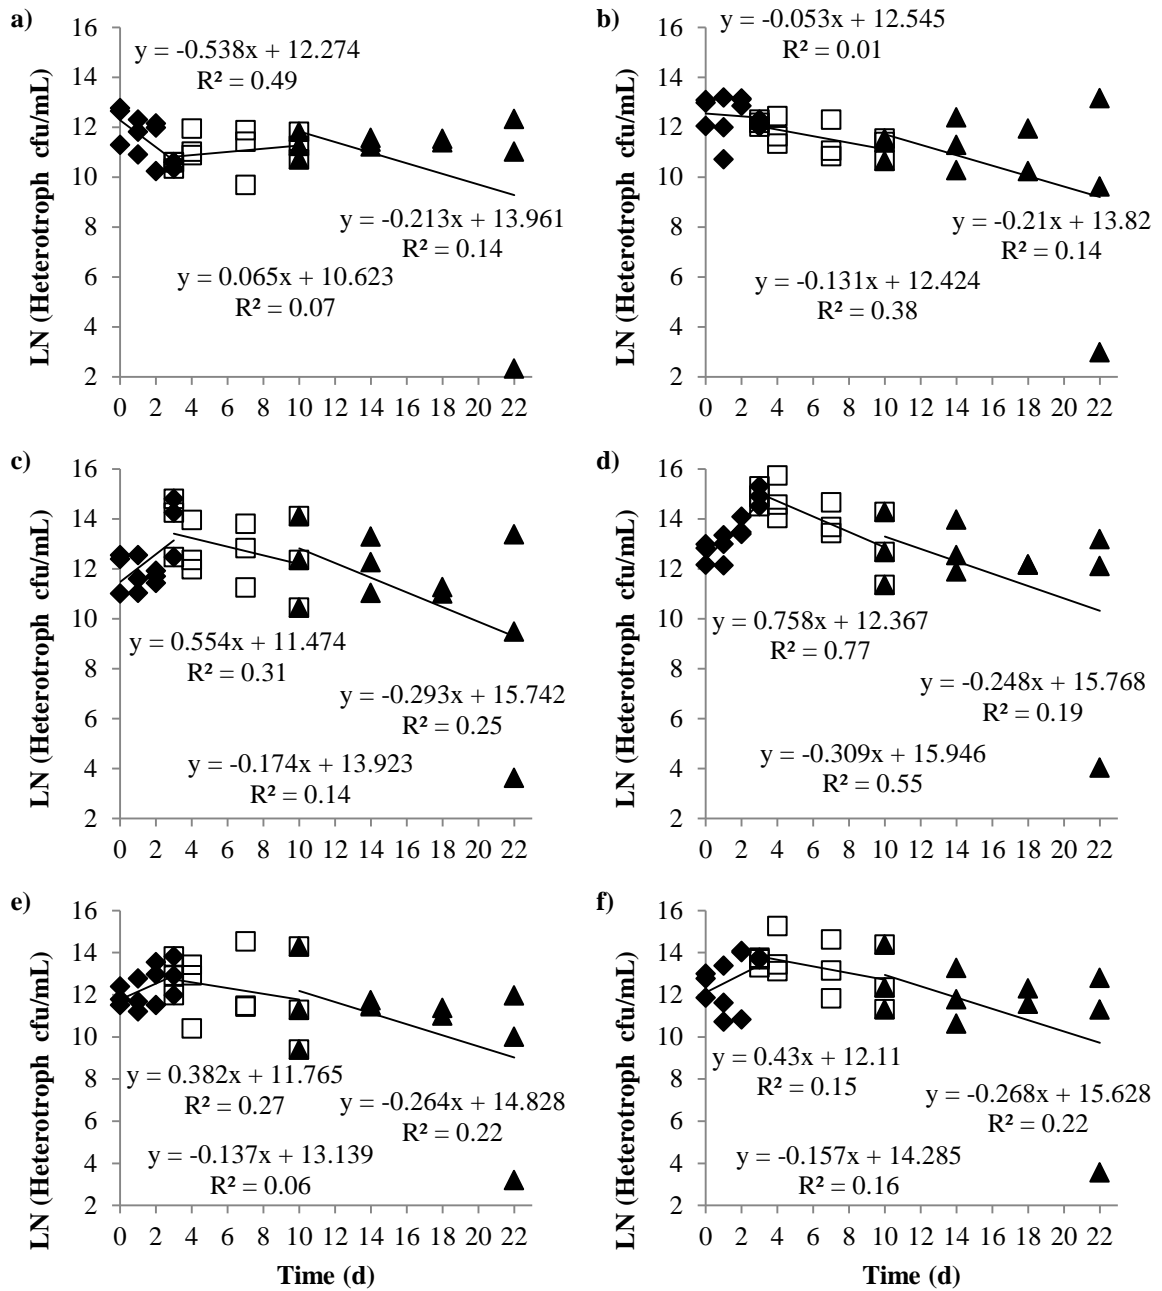 a)
LN (Heterotroph cfu/mL)
16
14
12
10
8
6
4
2
0 2 4 6 8 10 12 14 16 18 20 22
y = -0.538x + 12.274
R² = 0.49
y = -0.213x + 13.961
R² = 0.14
y = 0.065x + 10.623
R² = 0.07
b)
LN (Heterotroph cfu/mL)
16
14
12
10
8
6
4
2
0 2 4 6 8 10 12 14 16 18 20 22
y = -0.053x + 12.545
R² = 0.01
y = -0.21x + 13.82
R² = 0.14
y = -0.131x + 12.424
R² = 0.38
c)
LN (Heterotroph cfu/mL)
16
14
12
10
8
6
4
2
0 2 4 6 8 10 12 14 16 18 20 22
y = 0.554x + 11.474
R² = 0.31
y = -0.293x + 15.742
R² = 0.25
y = -0.174x + 13.923
R² = 0.14
d)
LN (Heterotroph cfu/mL)
16
14
12
10
8
6
4
2
0 2 4 6 8 10 12 14 16 18 20 22
y = 0.758x + 12.367
R² = 0.77
y = -0.248x + 15.768
R² = 0.19
y = -0.309x + 15.946
R² = 0.55
e)
LN (Heterotroph cfu/mL)
16
14
12
10
8
6
4
2
0 2 4 6 8 10 12 14 16 18 20 22
y = 0.382x + 11.765
R² = 0.27
y = -0.264x + 14.828
R² = 0.22
y = -0.137x + 13.139
R² = 0.06
Time (d)
f)
LN (Heterotroph cfu/mL)
16
14
12
10
8
6
4
2
0 2 4 6 8 10 12 14 16 18 20 22
y = 0.43x + 12.11
R² = 0.15
y = -0.268x + 15.628
R² = 0.22
y = -0.157x + 14.285
R² = 0.16
Time (d)